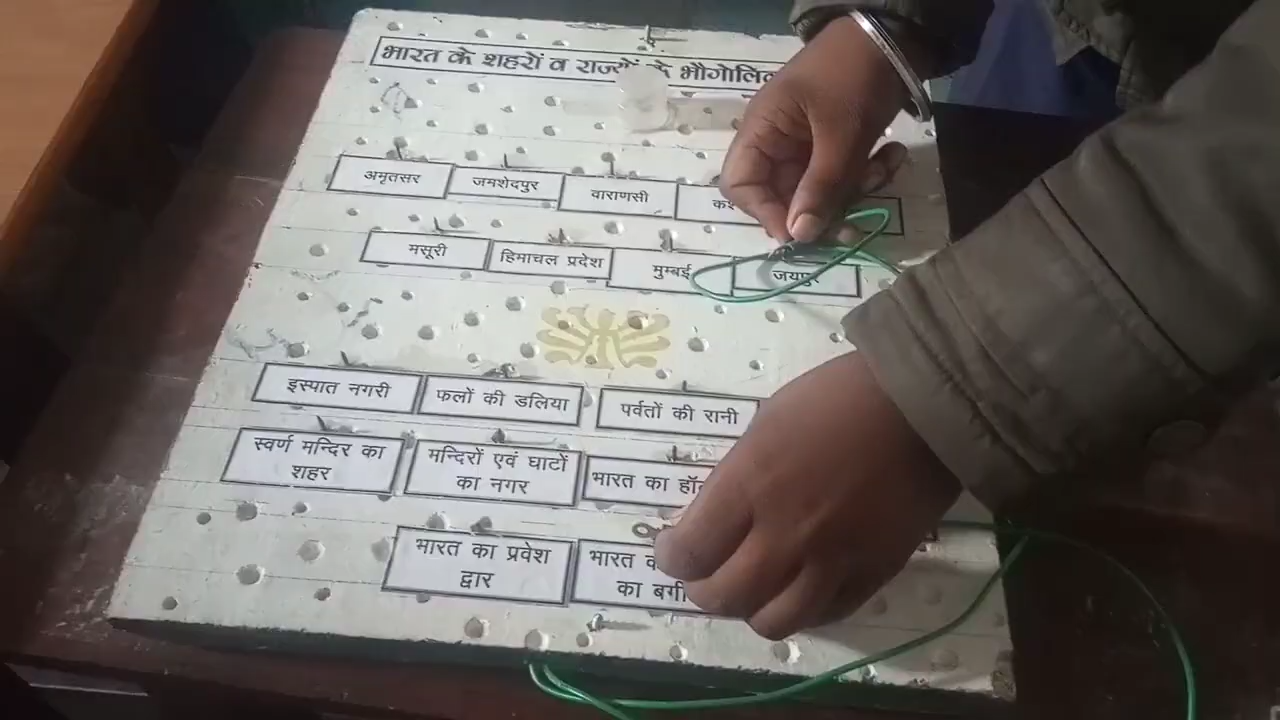 भारत के शहरों व राज्यों के
अमृतसर
जमशेदपुर
वाराणसी
मसूरी
हिमाचल प्रदेश
मुम्बई
जयपुर
इस्पात नगरी
फलों की डलिया
पर्वतों की रानी
स्वर्ण मन्दिर का
शहर
मन्दिरों एवं घाटों
का नगर
भारत का
भारत का प्रवेश
द्वार
भारत
का